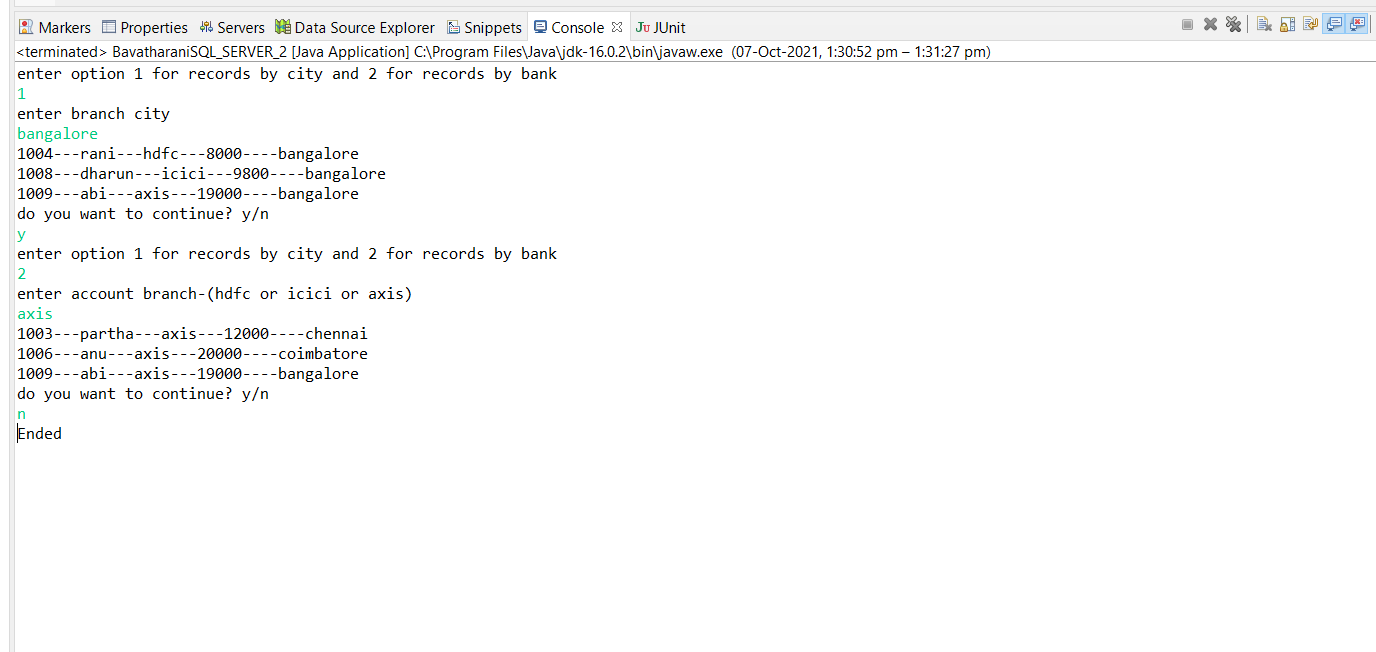 Markers Properties Servers Data Source Explorer Snippets Console JUnit
<terminated> BavatharaniSQL_SERVER_2 [Java Application] C:\Program Files\Java\jdk-16.0.2\bin\javaw.exe (07-Oct-2021, 1:30:52 pm – 1:31:27 pm)
enter option 1 for records by city and 2 for records by bank
1
enter branch city
bangalore
1004---rani---hdfc---8000----bangalore
1008---dharun---icici---9800----bangalore
1009---abi---axis---19000----bangalore
do you want to continue? y/n
y
enter option 1 for records by city and 2 for records by bank
2
enter account branch-(hdfc or icici or axis)
axis
1003---partha---axis---12000----chennai
1006---anu---axis---20000----coimbatore
1009---abi---axis---19000----bangalore
do you want to continue? y/n
n
Ended